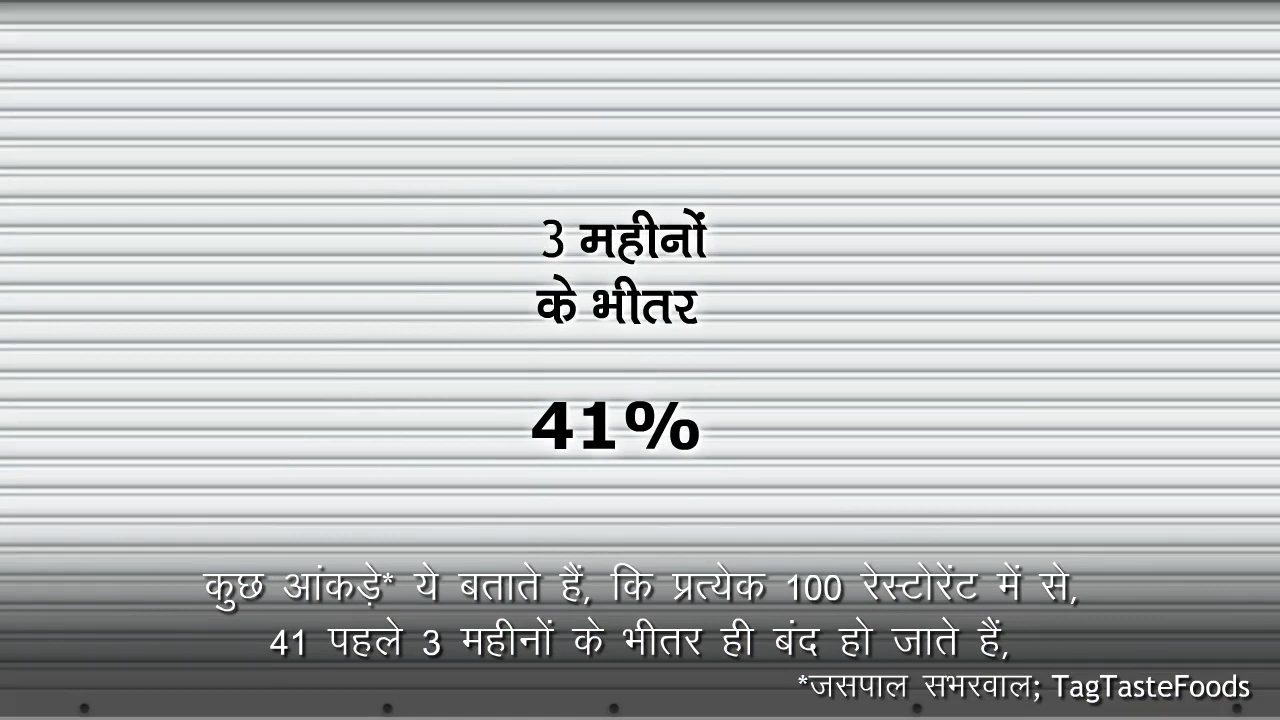 3 महीनों
के भीतर
41%
कुछ आंकड़े* ये बताते हैं, कि प्रत्येक 100 रेस्टोरेंट में से,
41 पहले 3 महीनों के भीतर ही बंद हो जाते हैं,
*जसपाल सभरवाल; TagTasteFoods